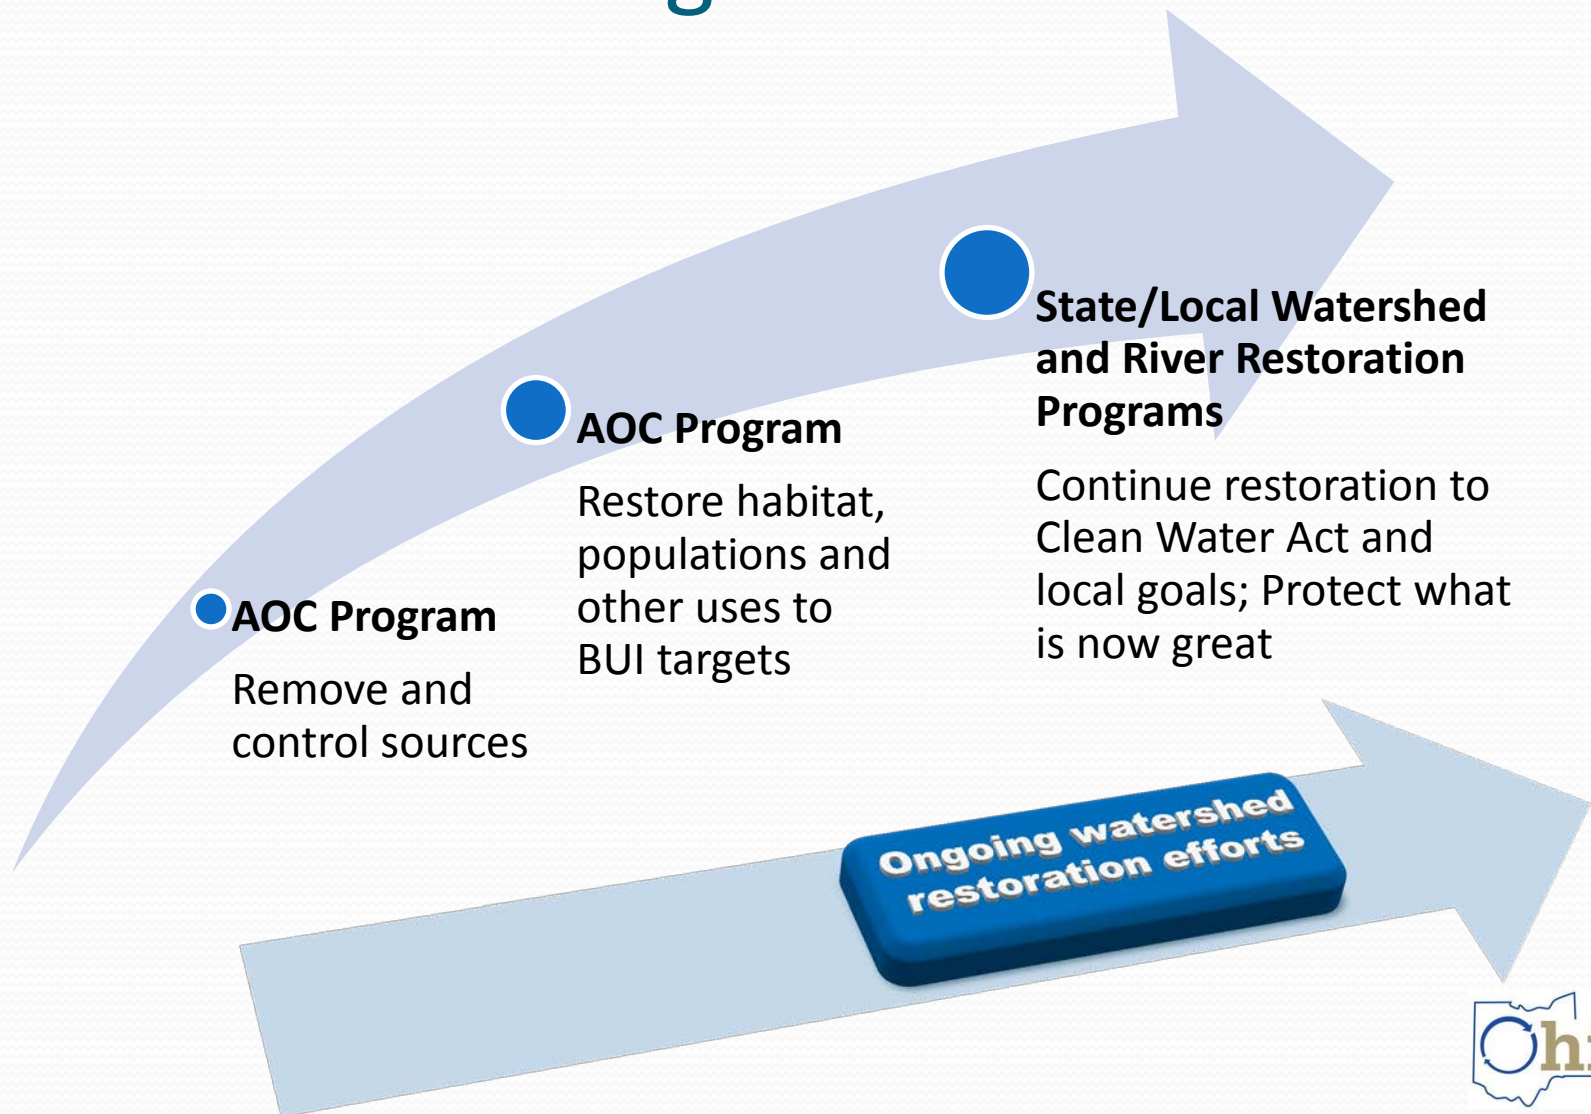 State/Local Watershed
and River Restoration
Programs
Continue restoration to
Clean Water Act and
local goals; Protect what
is now great
AOC Program
Restore habitat,
populations and
other uses to
BUI targets
AOC Program
Remove and
control sources
Ongoing watershed
restoration efforts